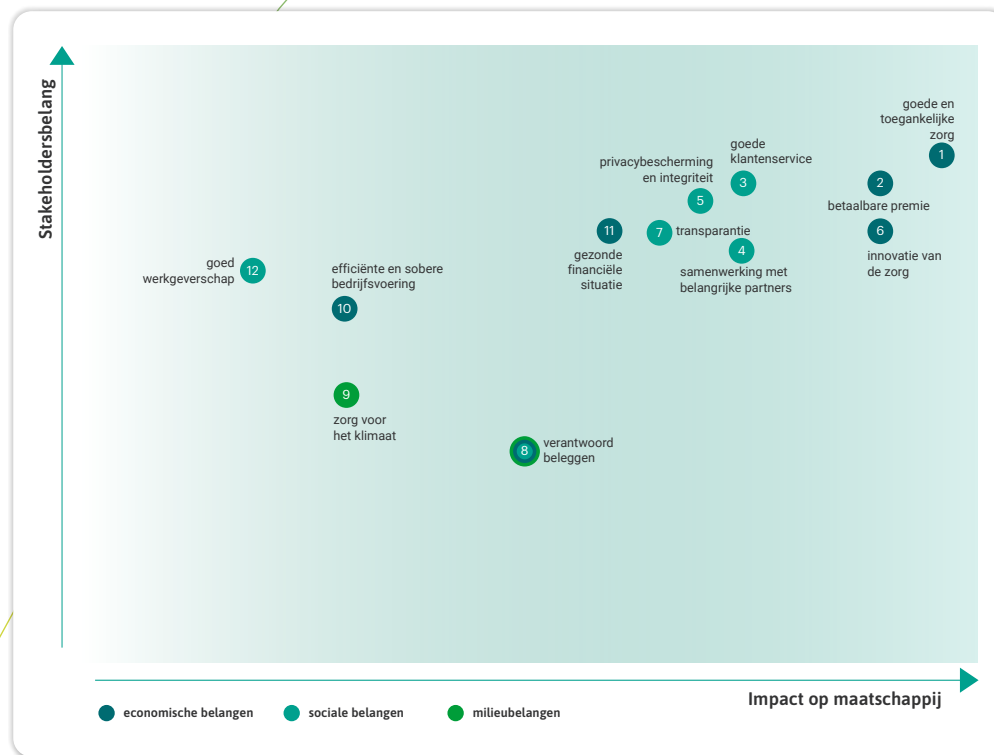 Stakeholdersbelang
goede en
toegankelijke
zorg
1
goede
klantenservice
3
2
betaalbare premie
privacybescherming
en integriteit
5
6
innovatie van
de zorg
11
gezonde
financiële
situatie
7
transparantie
4
samenwerking met
belangrijke partners
goed
werkgeverschap
12
efficiënte en sobere
bedrijfsvoering
10
9
zorg voor
het klimaat
8
verantwoord
beleggen
Impact op maatschappij
economische belangen
sociale belangen
milieubelangen